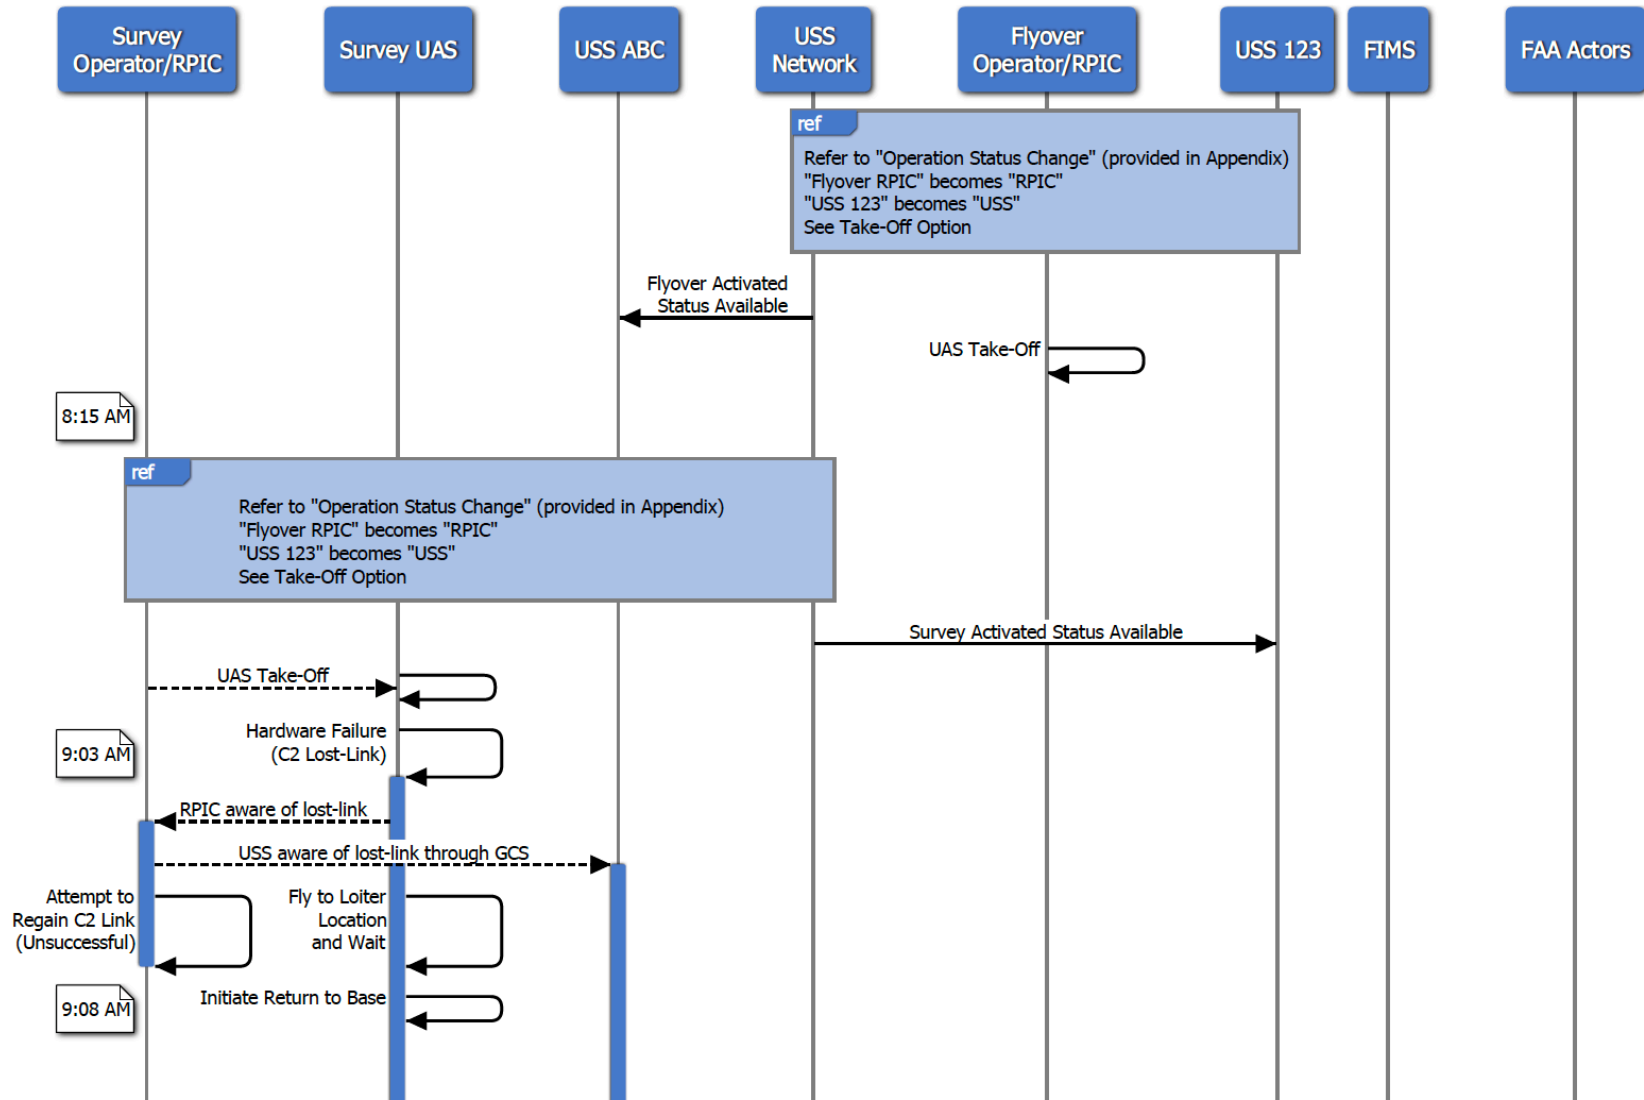 Survey
Operator/RPIC
Survey UAS
USS ABC
USS
Network
Flyover
Operator/RPIC
USS 123
FIMS
FAA Actors
ref
Refer to "Operation Status Change" (provided in Appendix)
"Flyover RPIC" becomes "RPIC"
"USS 123" becomes "USS"
See Take-Off Option
Flyover Activated
Status Available
UAS Take-Off
8:15 AM
ref
Refer to "Operation Status Change" (provided in Appendix)
"Flyover RPIC" becomes "RPIC"
"USS 123" becomes "USS"
See Take-Off Option
Survey Activated Status Available
UAS Take-Off
Hardware Failure
(C2 Lost-Link)
9:03 AM
RPIC aware of lost-link
USS aware of lost-link through GCS
Attempt to
Regain C2 Link
(Unsuccessful)
Fly to Loiter
Location
and Wait
Initiate Return to Base
9:08 AM